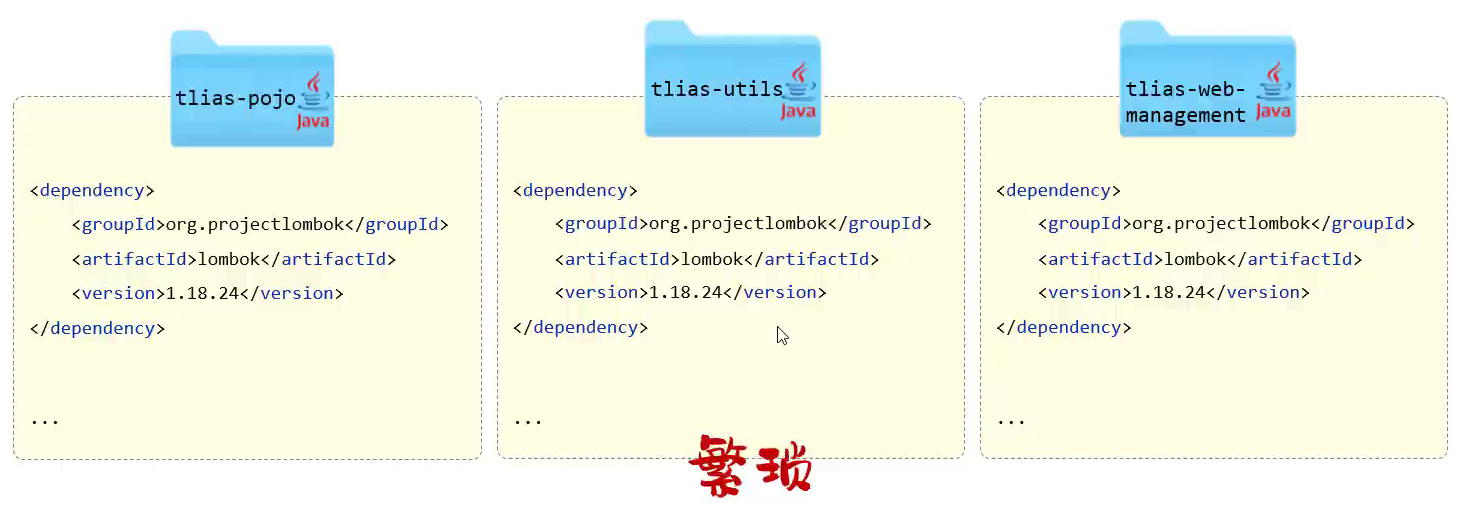 tlias-pojo
Java
<dependency>
<groupId>org.projectlombok</groupId>
<artifactId>lombok</artifactId>
<version>1.18.24</version>
</dependency>
...
tlias-utils
Java
<dependency>
<groupId>org.projectlombok</groupId>
<artifactId>lombok</artifactId>
<version>1.18.24</version>
</dependency>
...
tlias-web-
management
Java
<dependency>
<groupId>org.projectlombok</groupId>
<artifactId>lombok</artifactId>
<version>1.18.24</version>
</dependency>
...
繁琐